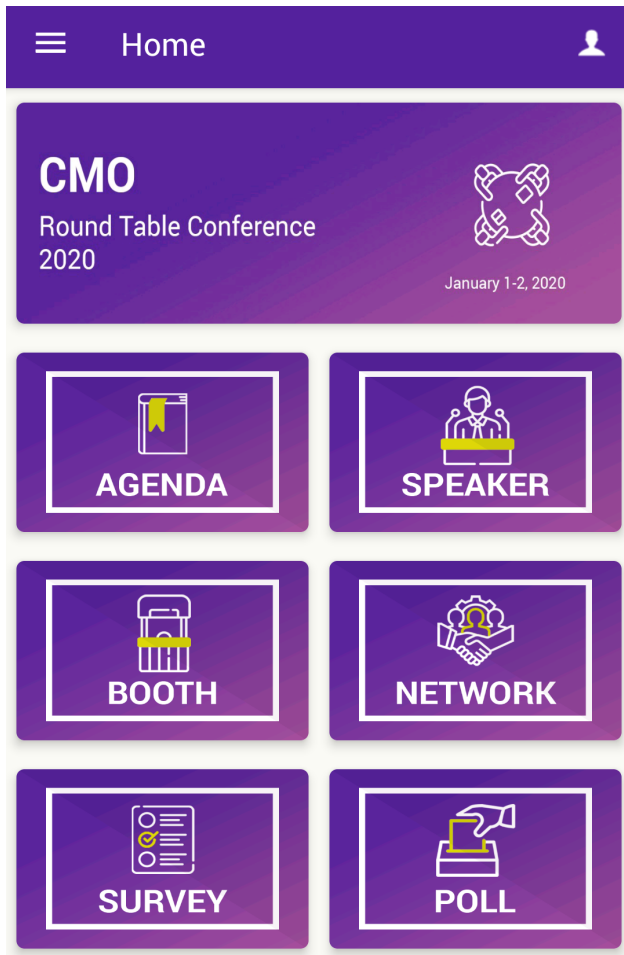 Home
CMO
Round Table Conference
2020
January 1-2, 2020
AGENDA
SPEAKER
BOOTH
NETWORK
SURVEY
POLL